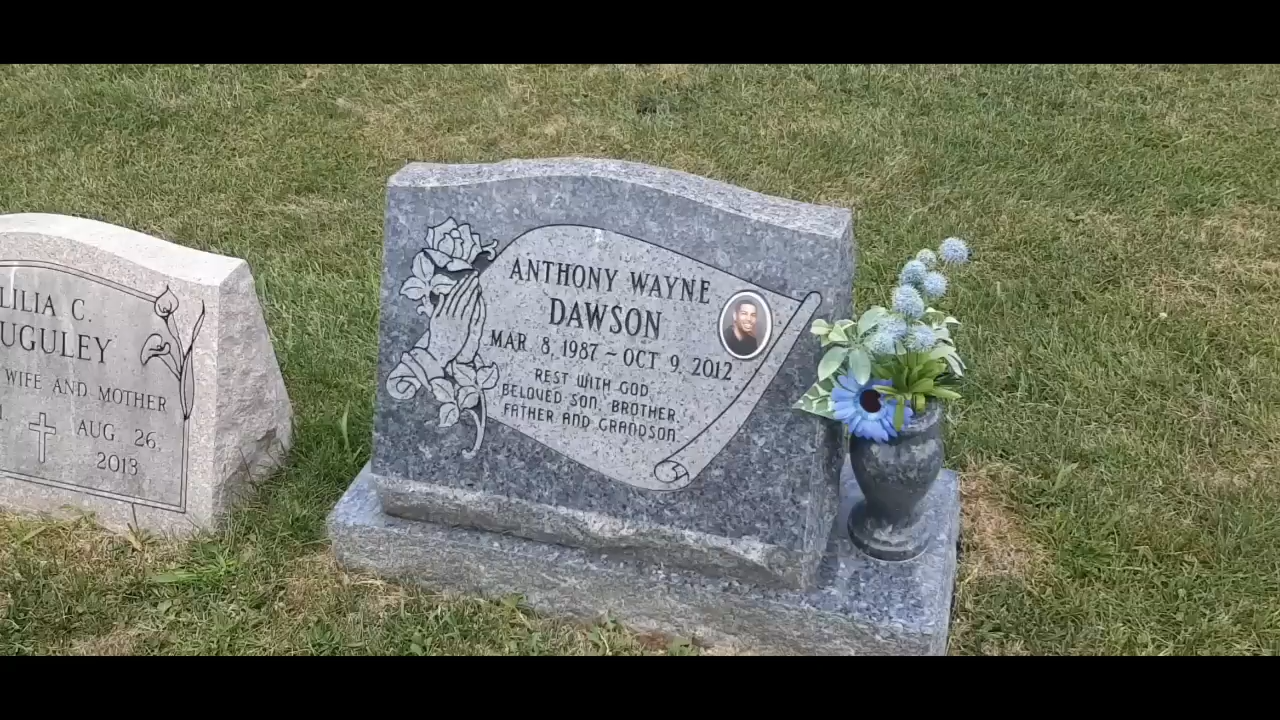 LILIA C.
UGULEY
WIFE AND MOTHER
AUG 26,
2013
ANTHONY WAYNE
DAWSON
MAR. 8, 1987 ~ OCT 9, 2012
REST WITH GOD
BELOVED SON, BROTHER,
FATHER AND GRANDSON